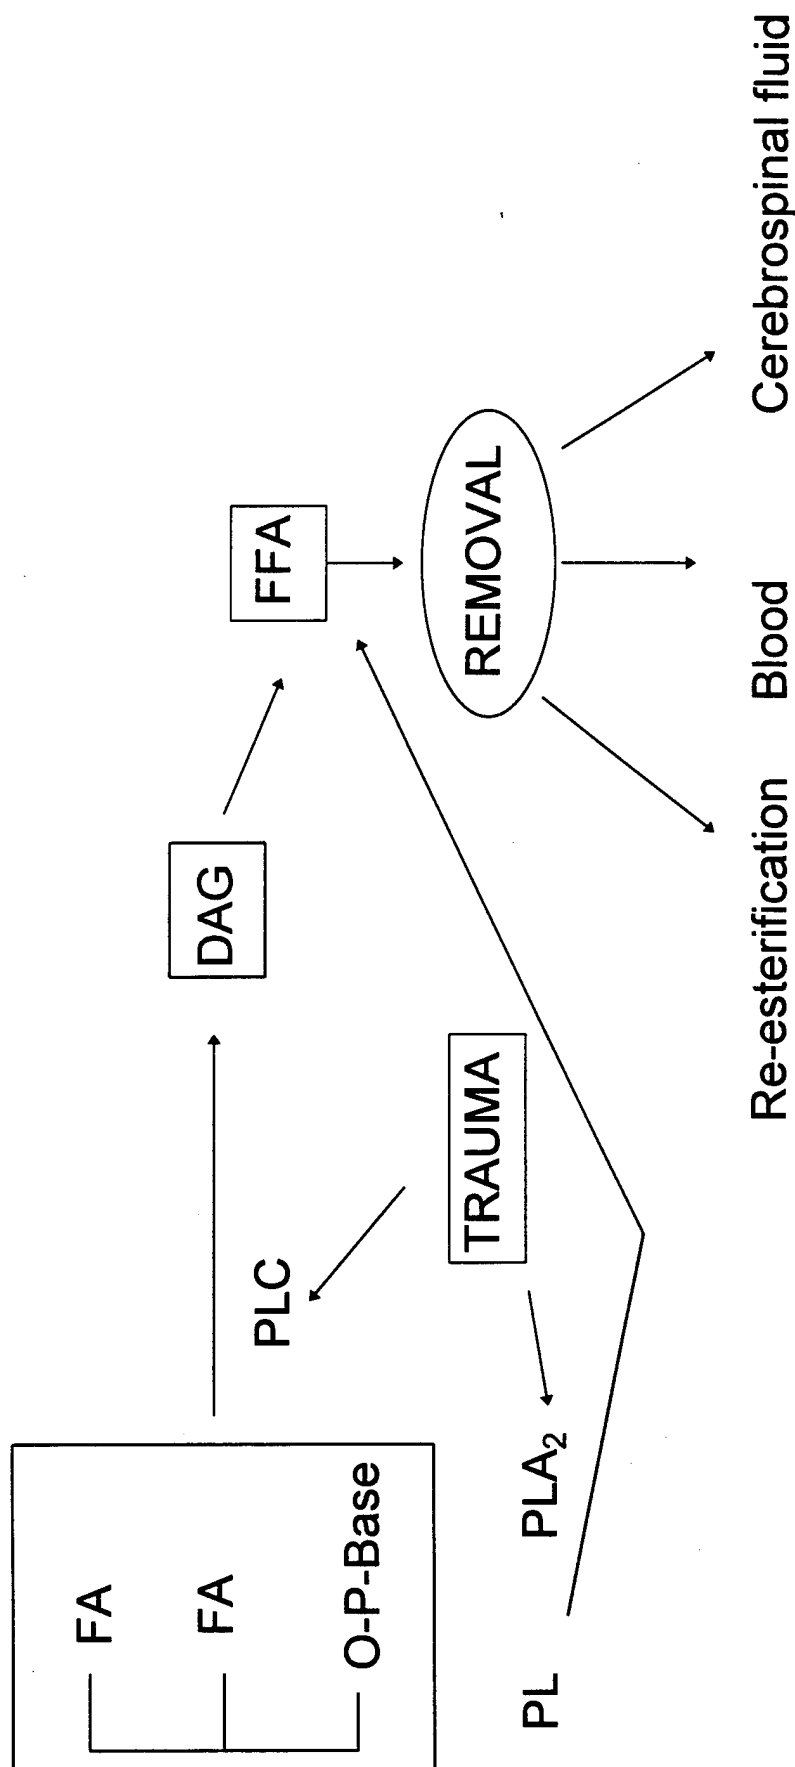 FA
FA
O-P-Base
DAG
FFA
PLC
TRAUMA
REMOVAL
PL
PLA₂
Re-esterification
Blood
Cerebrospinal fluid